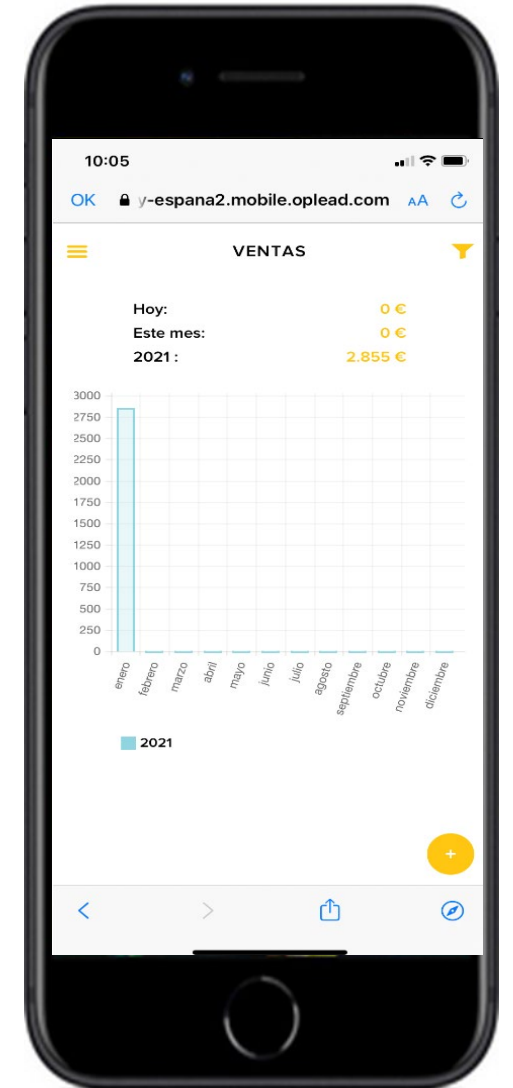 10:05
OK y-espana2.mobile.oplead.com AA
VENTAS
Hoy: 0 €
Este mes: 0 €
2021 : 2.855 €
3000
2750
2500
2250
2000
1750
1500
1250
1000
750
500
250
0
enero febrero marzo abril mayo junio julio agosto septiembre octubre noviembre diciembre
2021
+